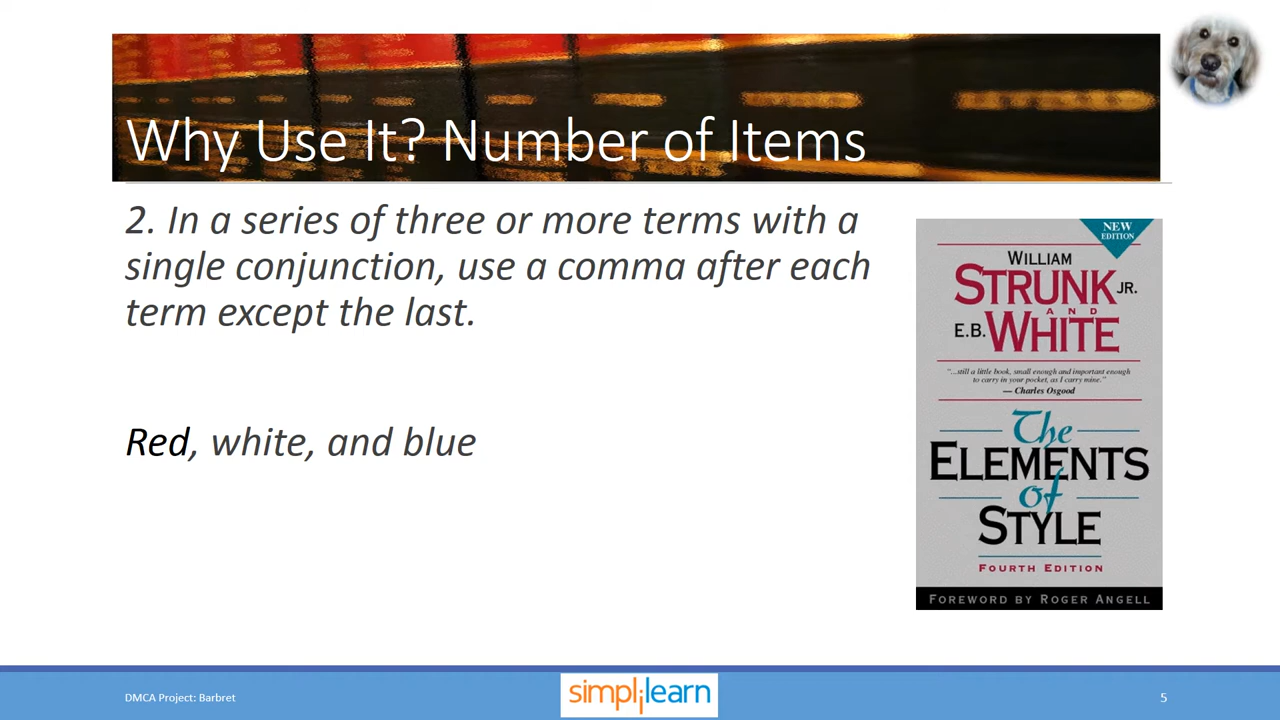 Why Use It? Number of Items
2. In a series of three or more terms with a
single conjunction, use a comma after each
term except the last.
Red, white, and blue
NEW
EDITION
WILLIAM
STRUNK JR.
AND
E.B. WHITE
"...still a little book, small enough and important enough
to carry in your pocket, as I carry mine."
— Charles Osgood
The
ELEMENTS
of
STYLE
FOURTH EDITION
FOREWORD BY ROGER ANGELL
DMCA Project: Barbret
simplilearn
5